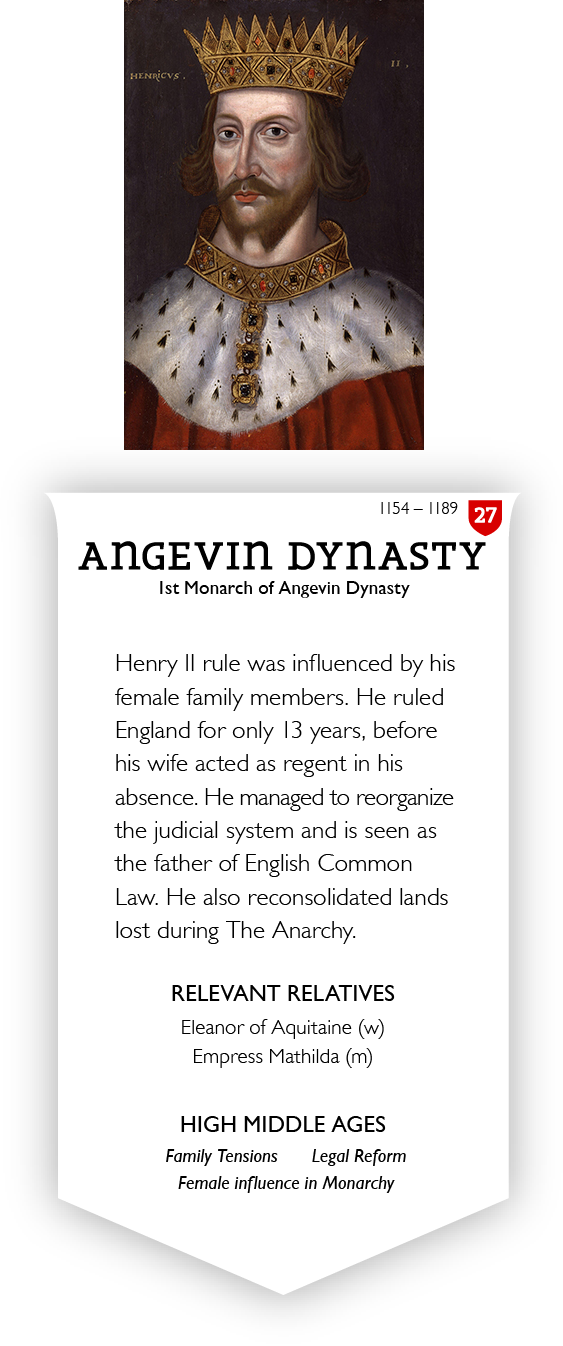 HENRICVS .
II ,
1154 – 1189
27
ANGEVIN DYNASTY
1st Monarch of Angevin Dynasty
Henry II rule was influenced by his
female family members. He ruled
England for only 13 years, before
his wife acted as regent in his
absence. He managed to reorganize
the judicial system and is seen as
the father of English Common
Law. He also reconsolidated lands
lost during The Anarchy.
RELEVANT RELATIVES
Eleanor of Aquitaine (w)
Empress Mathilda (m)
HIGH MIDDLE AGES
Family Tensions Legal Reform
Female influence in Monarchy